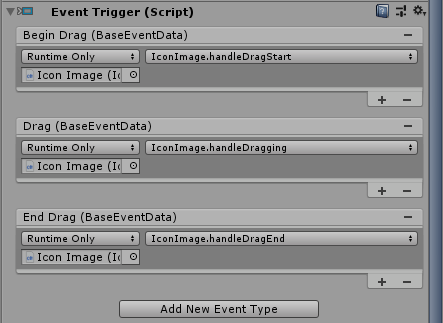 Event Trigger (Script)
Begin Drag (BaseEventData)
Runtime Only IconImage.handleDragStart
Icon Image (Ic
Drag (BaseEventData)
Runtime Only IconImage.handleDragging
Icon Image (Ic
End Drag (BaseEventData)
Runtime Only IconImage.handleDragEnd
Icon Image (Ic
Add New Event Type